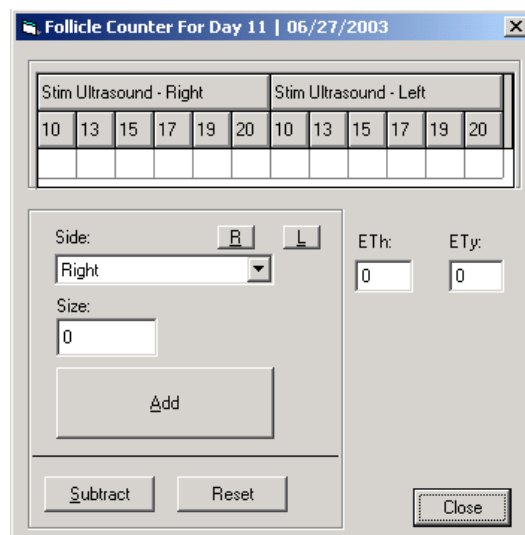 Follicle Counter For Day 11 | 06/27/2003
Stim Ultrasound - Right Stim Ultrasound - Left
10 13 15 17 19 20 10 13 15 17 19 20
Side: R L ETh: ETy:
Right 0 0
Size:
0
Add
Subtract Reset Close